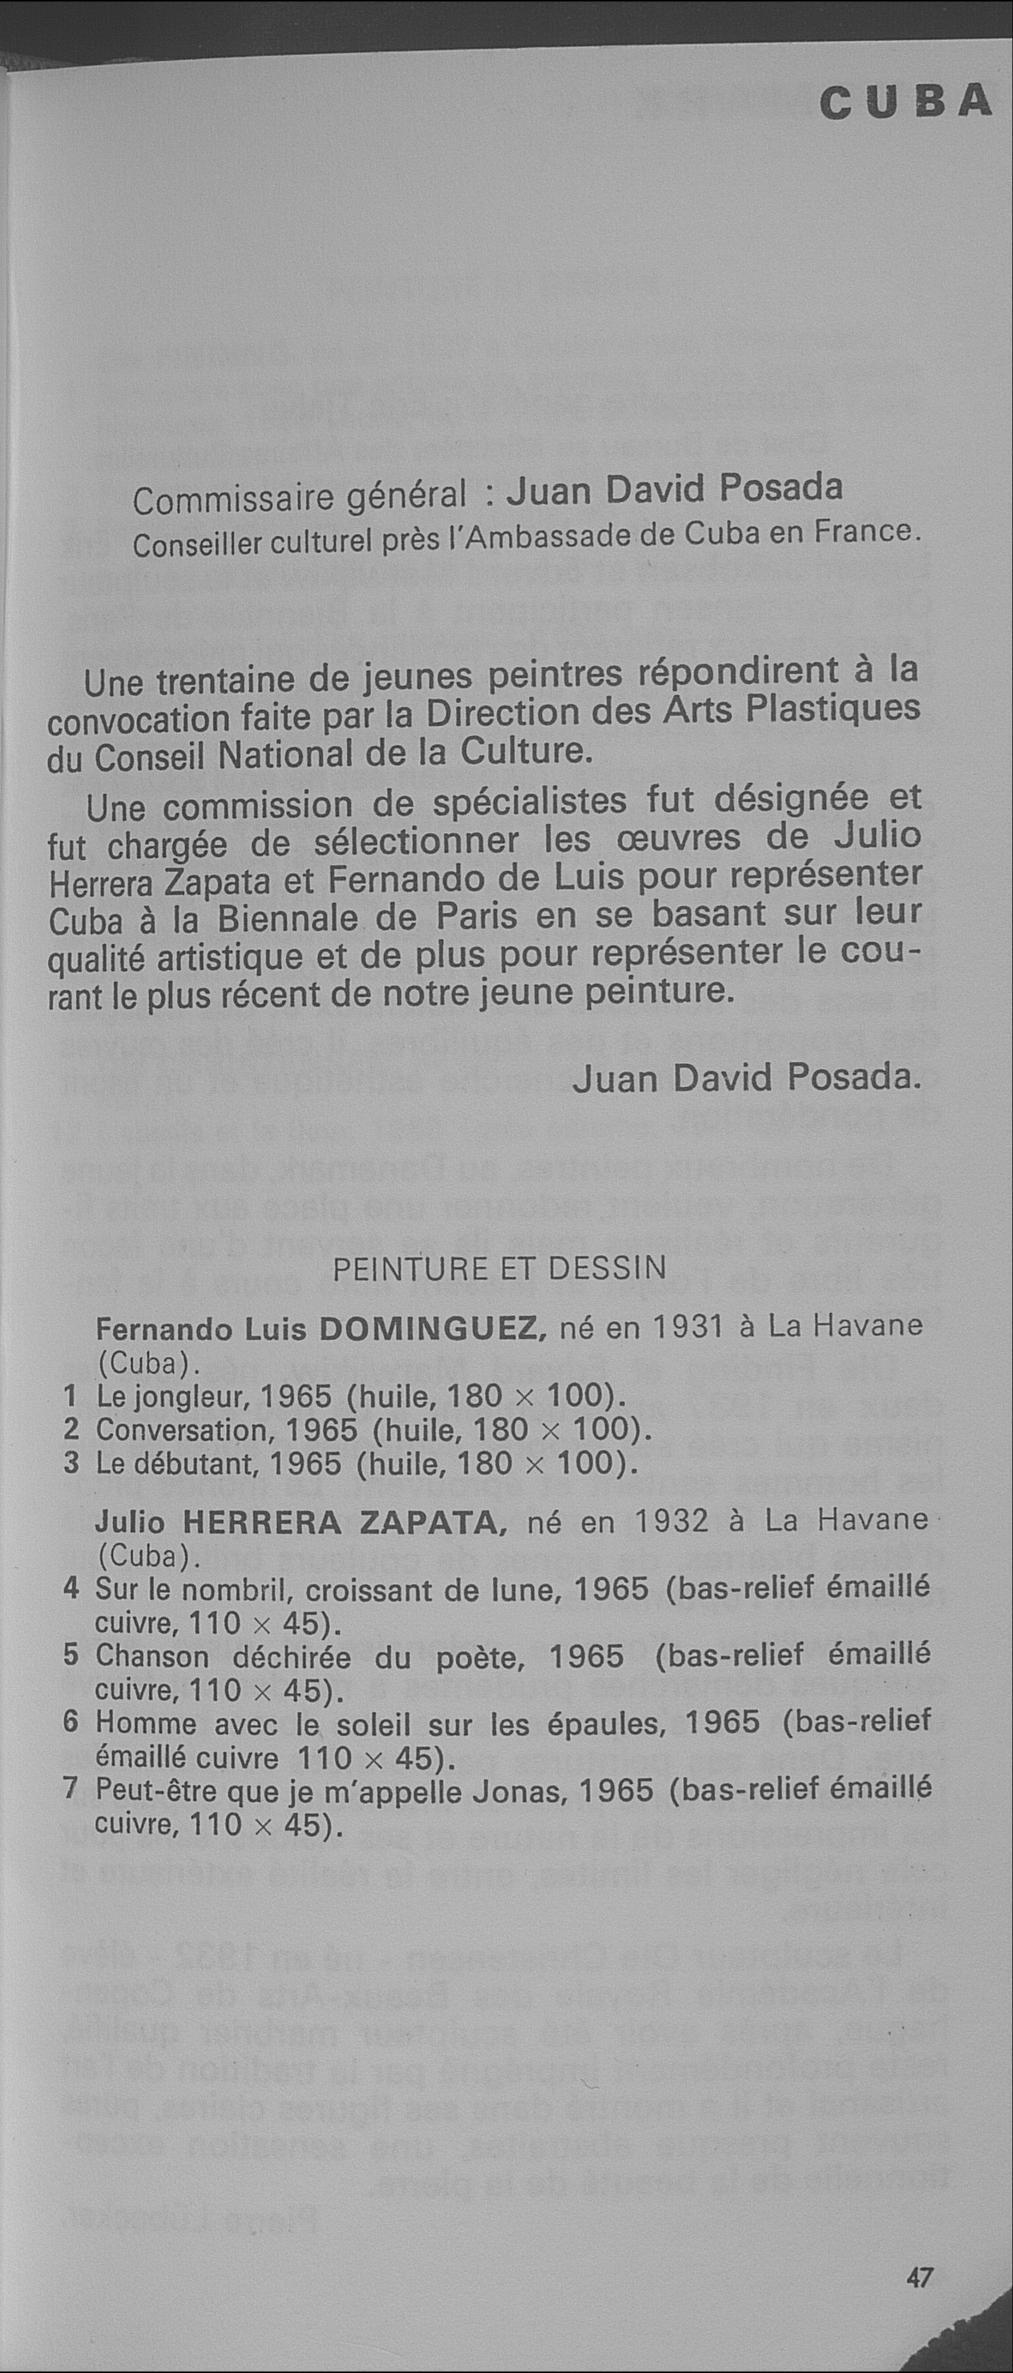 CUBA
Commissaire général : Juan David Posada
Conseiller culturel près l'Ambassade de Cuba en France.
Une trentaine de jeunes peintres répondirent à la
convocation faite par la Direction des Arts Plastiques
du Conseil National de la Culture.
Une commission de spécialistes fut désignée et
fut chargée de sélectionner les œuvres de Julio
Herrera Zapata et Fernando de Luis pour représenter
Cuba à la Biennale de Paris en se basant sur leur
qualité artistique et de plus pour représenter le cou-
rant le plus récent de notre jeune peinture.
Juan David Posada.
PEINTURE ET DESSIN
Fernando Luis DOMINGUEZ, né en 1931 à La Havane
(Cuba).
1 Le jongleur, 1965 (huile, 180 × 100).
2 Conversation, 1965 (huile, 180 × 100).
3 Le débutant, 1965 (huile, 180 × 100).
Julio HERRERA ZAPATA, né en 1932 à La Havane
(Cuba).
4 Sur le nombril, croissant de lune, 1965 (bas-relief émaillé
cuivre, 110 × 45).
5 Chanson déchirée du poète, 1965 (bas-relief émaillé
cuivre, 110 × 45).
6 Homme avec le soleil sur les épaules, 1965 (bas-relief
émaillé cuivre 110 × 45).
7 Peut-être que je m'appelle Jonas, 1965 (bas-relief émaillé
cuivre, 110 × 45).
47